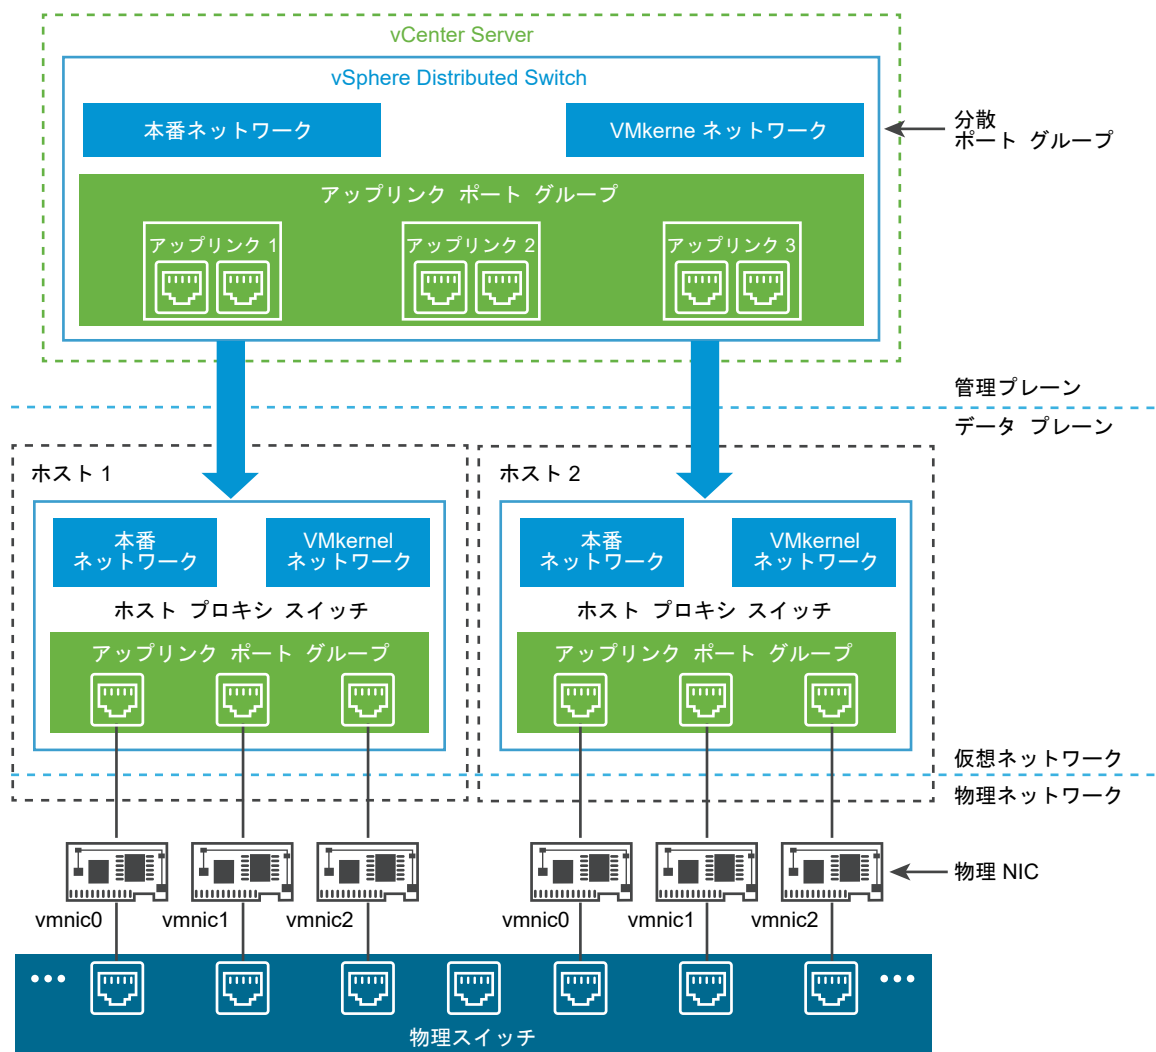 vCenter Server
vSphere Distributed Switch
本番ネットワーク
VMkerne ネットワーク
分散
ポート グループ
アップリンク ポート グループ
アップリンク 1
アップリンク 2
アップリンク 3
管理プレーン
データ プレーン
ホスト 1
本番
ネットワーク
VMkernel
ネットワーク
ホスト プロキシ スイッチ
アップリンク ポート グループ
ホスト 2
本番
ネットワーク
VMkernel
ネットワーク
ホスト プロキシ スイッチ
アップリンク ポート グループ
仮想ネットワーク
物理ネットワーク
物理 NIC
vmnic0
vmnic1
vmnic2
vmnic0
vmnic1
vmnic2
物理スイッチ